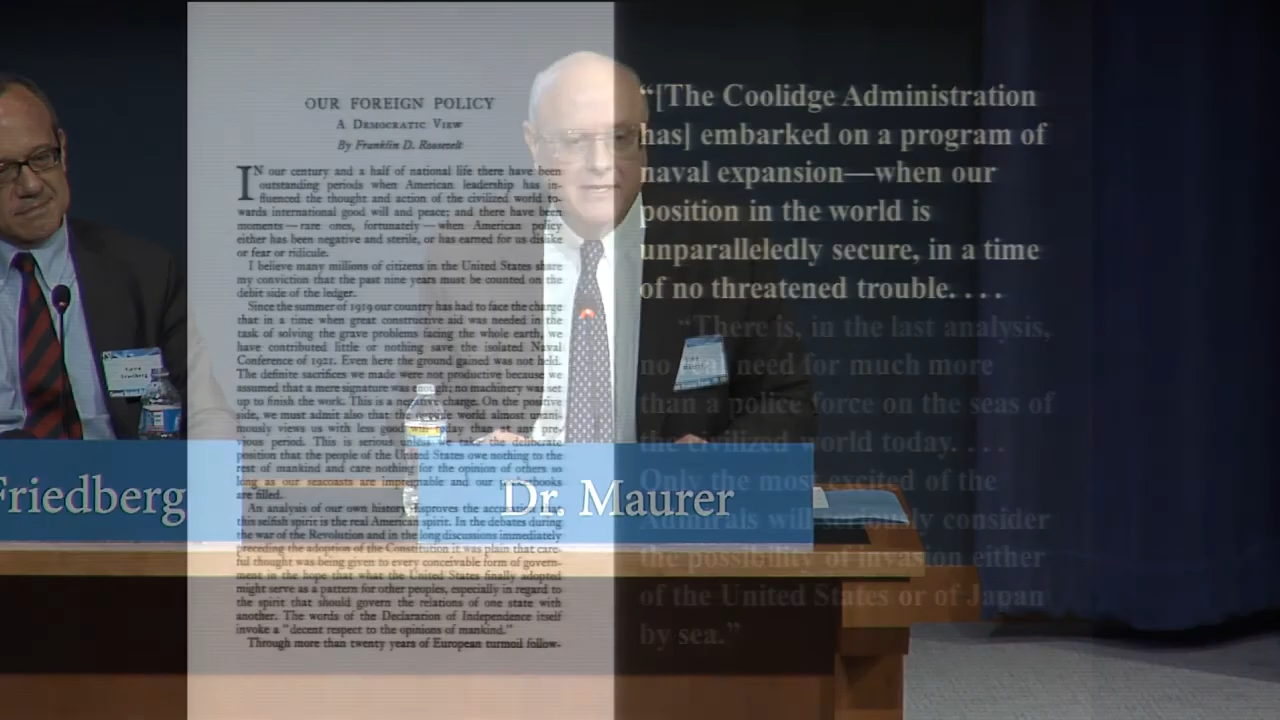 OUR FOREIGN POLICY
A Democratic View
By Franklin D. Roosevelt
IN our century and a half of national life there have been
outstanding periods when American leadership has in-
fluenced the thought and action of the civilized world to-
wards international good will and peace; and there have been
moments—rare ones, fortunately—when American policy
either has been negative and sterile, or has earned for us dislike
or fear or ridicule.
I believe many millions of citizens in the United States share
my conviction that the past nine years must be counted on the
debit side of the ledger.
Since the summer of 1919 our country has had to face the charge
that in a time when great constructive aid was needed in the
task of solving the grave problems facing the whole earth, we
have contributed little or nothing save the isolated Naval
Conference of 1921. Even here the ground gained was not held.
The definite sacrifices we made were not productive because we
assumed that a mere signature was enough; no machinery was set
up to finish the work. This is a negative charge. On the positive
side, we must admit also that the outside world almost unani-
mously views us with less good will today than at any pre-
vious period. This is serious unless we take the deliberate
position that the people of the United States owe nothing to the
rest of mankind and care nothing for the opinion of others so
long as our seacoasts are impregnable and our pocketbooks
are filled.
An analysis of our own history disproves the accusation that
this selfish spirit is the real American spirit. In the debates during
the war of the Revolution and in the long discussions immediately
preceding the adoption of the Constitution it was plain that care-
ful thought was being given to every conceivable form of govern-
ment in the hope that what the United States finally adopted
might serve as a pattern for other peoples, especially in regard to
the spirit that should govern the relations of one state with
another. The words of the Declaration of Independence itself
invoke a "decent respect to the opinions of mankind."
Through more than twenty years of European turmoil follow-
“[The Coolidge Administration
has] embarked on a program of
naval expansion—when our
position in the world is
unparalleledly secure, in a time
of no threatened trouble. . . .
“There is, in the last analysis,
no real need for much more
than a police force on the seas of
the civilized world today. . . .
Only the most excited of the
Admirals will seriously consider
the possibility of invasion either
of the United States or of Japan
by sea.”
Friedberg
Dr. Maurer